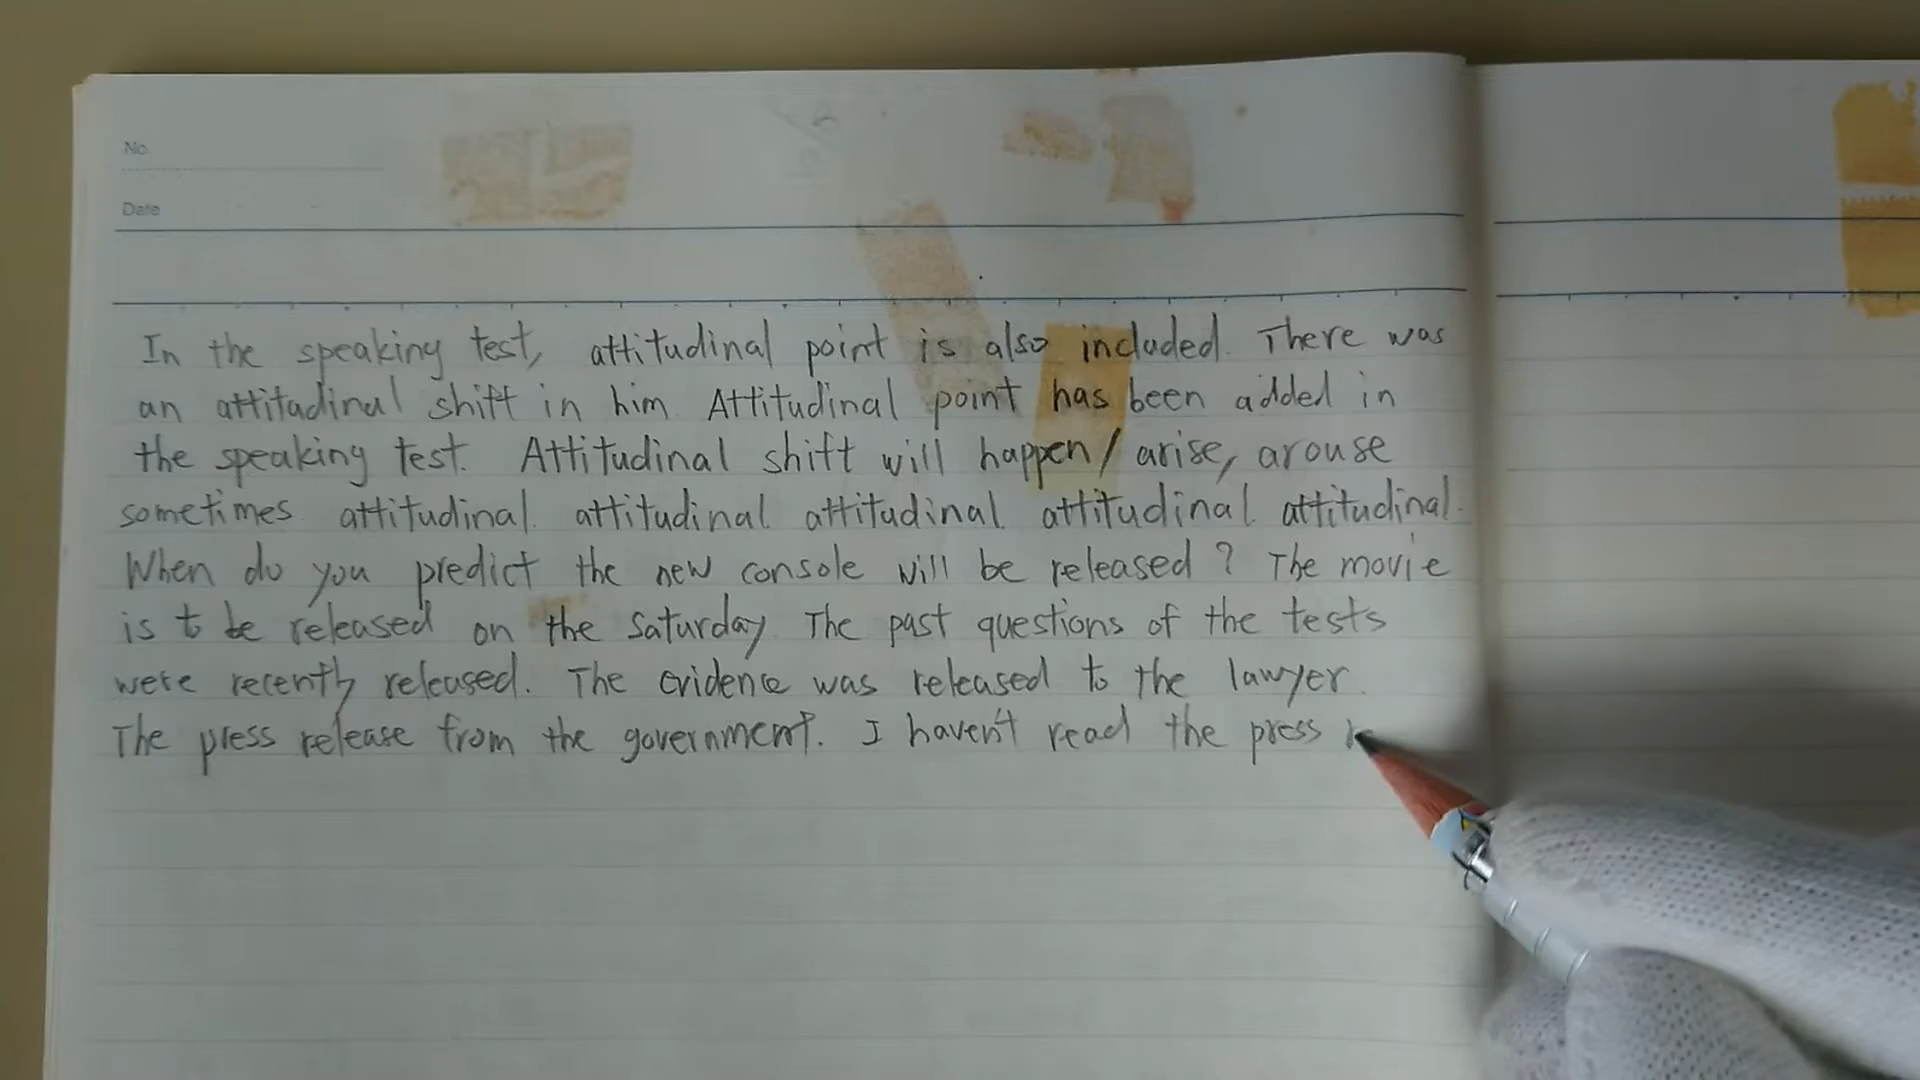 No.
Date
In the speaking test, attitudinal point is also included. There was
an attitudinal shift in him. Attitudinal point has been added in
the speaking test. Attitudinal shift will happen/ arise, arouse
sometimes attitudinal. attitudinal. attitudinal. attitudinal. attitudinal.
When do you predict the new console will be released? The movie
is to be released on the Saturday. The past questions of the tests
were recently released. The evidence was released to the lawyer.
The press release from the government. I haven't read the press